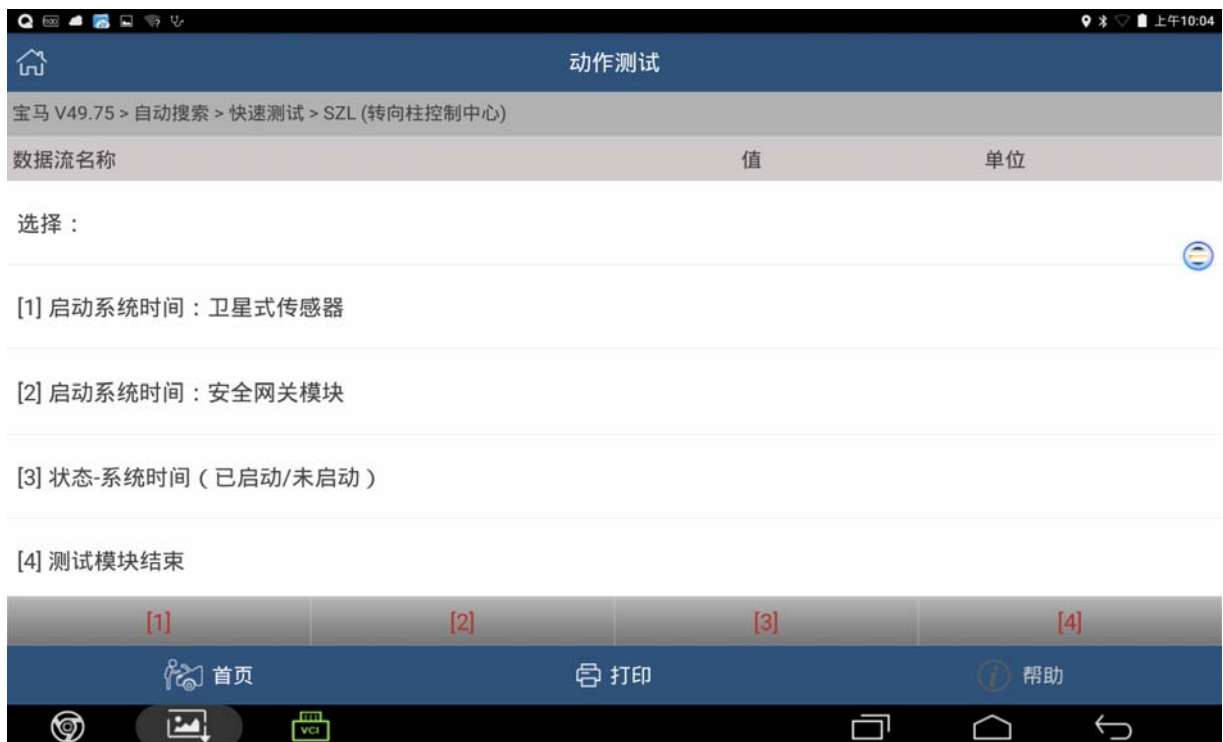 上午10:04
动作测试
宝马 V49.75 > 自动搜索 > 快速测试 > SZL (转向柱控制中心)
数据流名称 值 单位
选择：
[1] 启动系统时间：卫星式传感器
[2] 启动系统时间：安全网关模块
[3] 状态-系统时间（已启动/未启动）
[4] 测试模块结束
[1] [2] [3] [4]
首页 打印 帮助
VCI